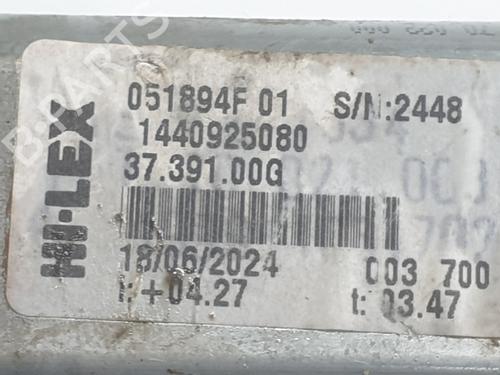 HI-LEX
051894F 01 S/N:2448
1440925080
37.391.00G
18/06/2024 003 700
+04.27 t: 03.47
B-PARTS